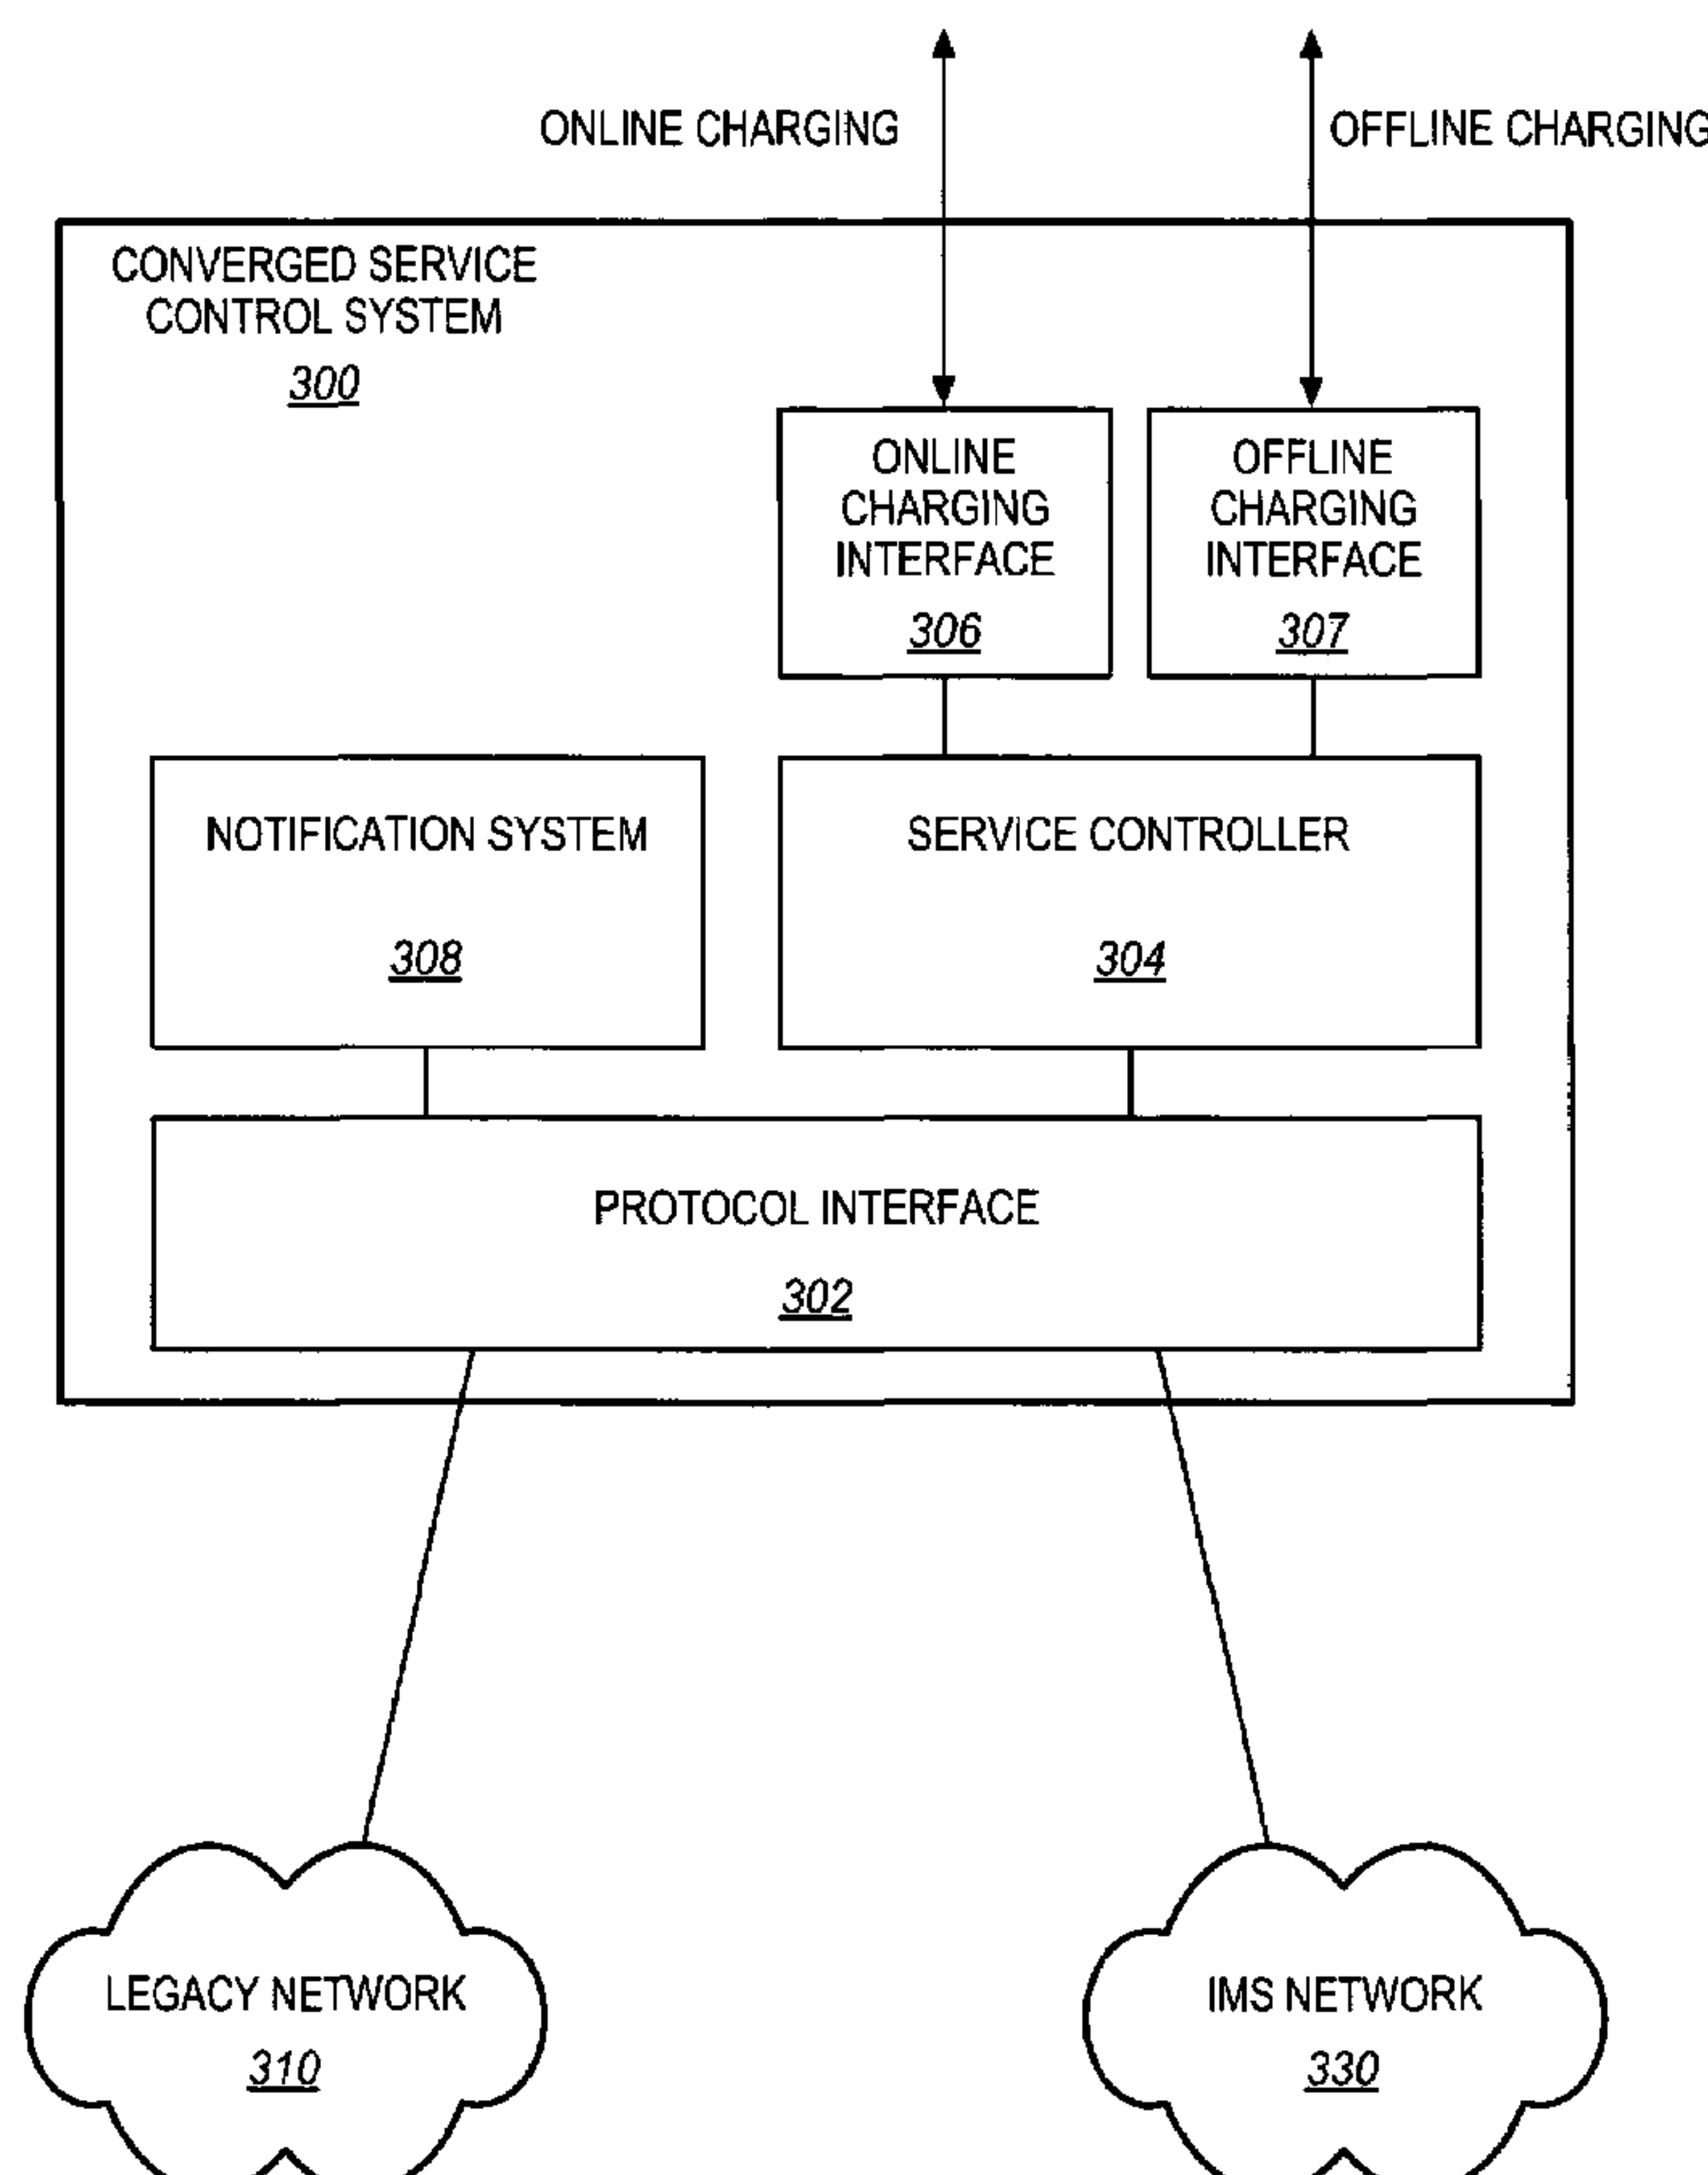 ONLINE CHARGING
OFFLINE CHARGING
CONVERGED SERVICE
CONTROL SYSTEM
300
ONLINE
CHARGING
INTERFACE
306
OFFLINE
CHARGING
INTERFACE
307
NOTIFICATION SYSTEM
308
SERVICE CONTROLLER
304
PROTOCOL INTERFACE
302
LEGACY NETWORK
310
IMS NETWORK
330